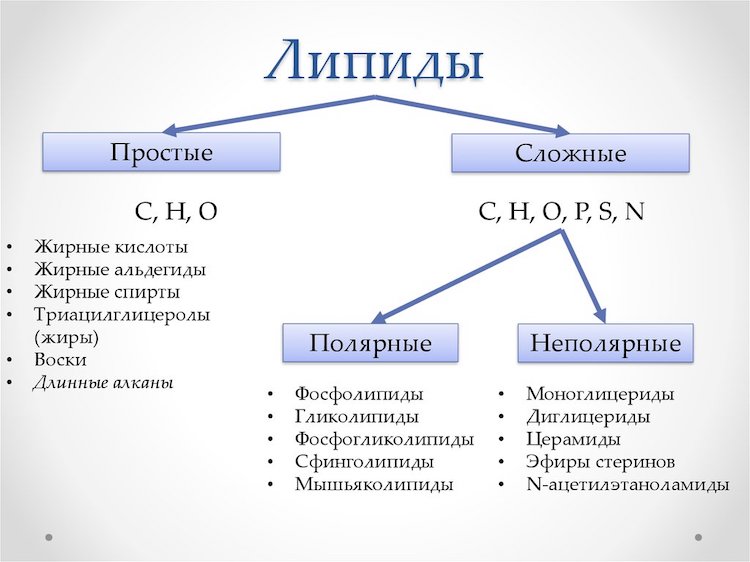 Липиды
Простые
Сложные
C, H, O
C, H, O, P, S, N
• Жирные кислоты
• Жирные альдегиды
• Жирные спирты
• Триацилглицеролы
(жиры)
• Воски
• Длинные алканы
Полярные
Неполярные
• Фосфолипиды
• Гликолипиды
• Фосфогликолипиды
• Сфинголипиды
• Мышьяколипиды
• Моноглицериды
• Диглицериды
• Церамиды
• Эфиры стеринов
• N-ацетилэтаноламиды